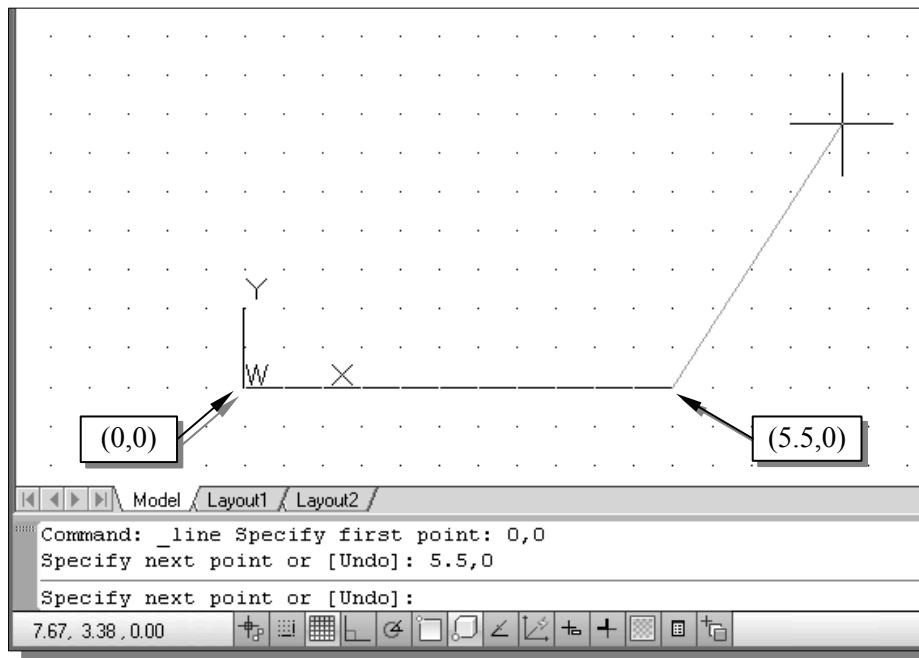 Y
W X
(0,0) (5.5,0)
Model Layout1 Layout2
Command: _line Specify first point: 0,0
Specify next point or [Undo]: 5.5,0
Specify next point or [Undo]:
7.67, 3.38 , 0.00